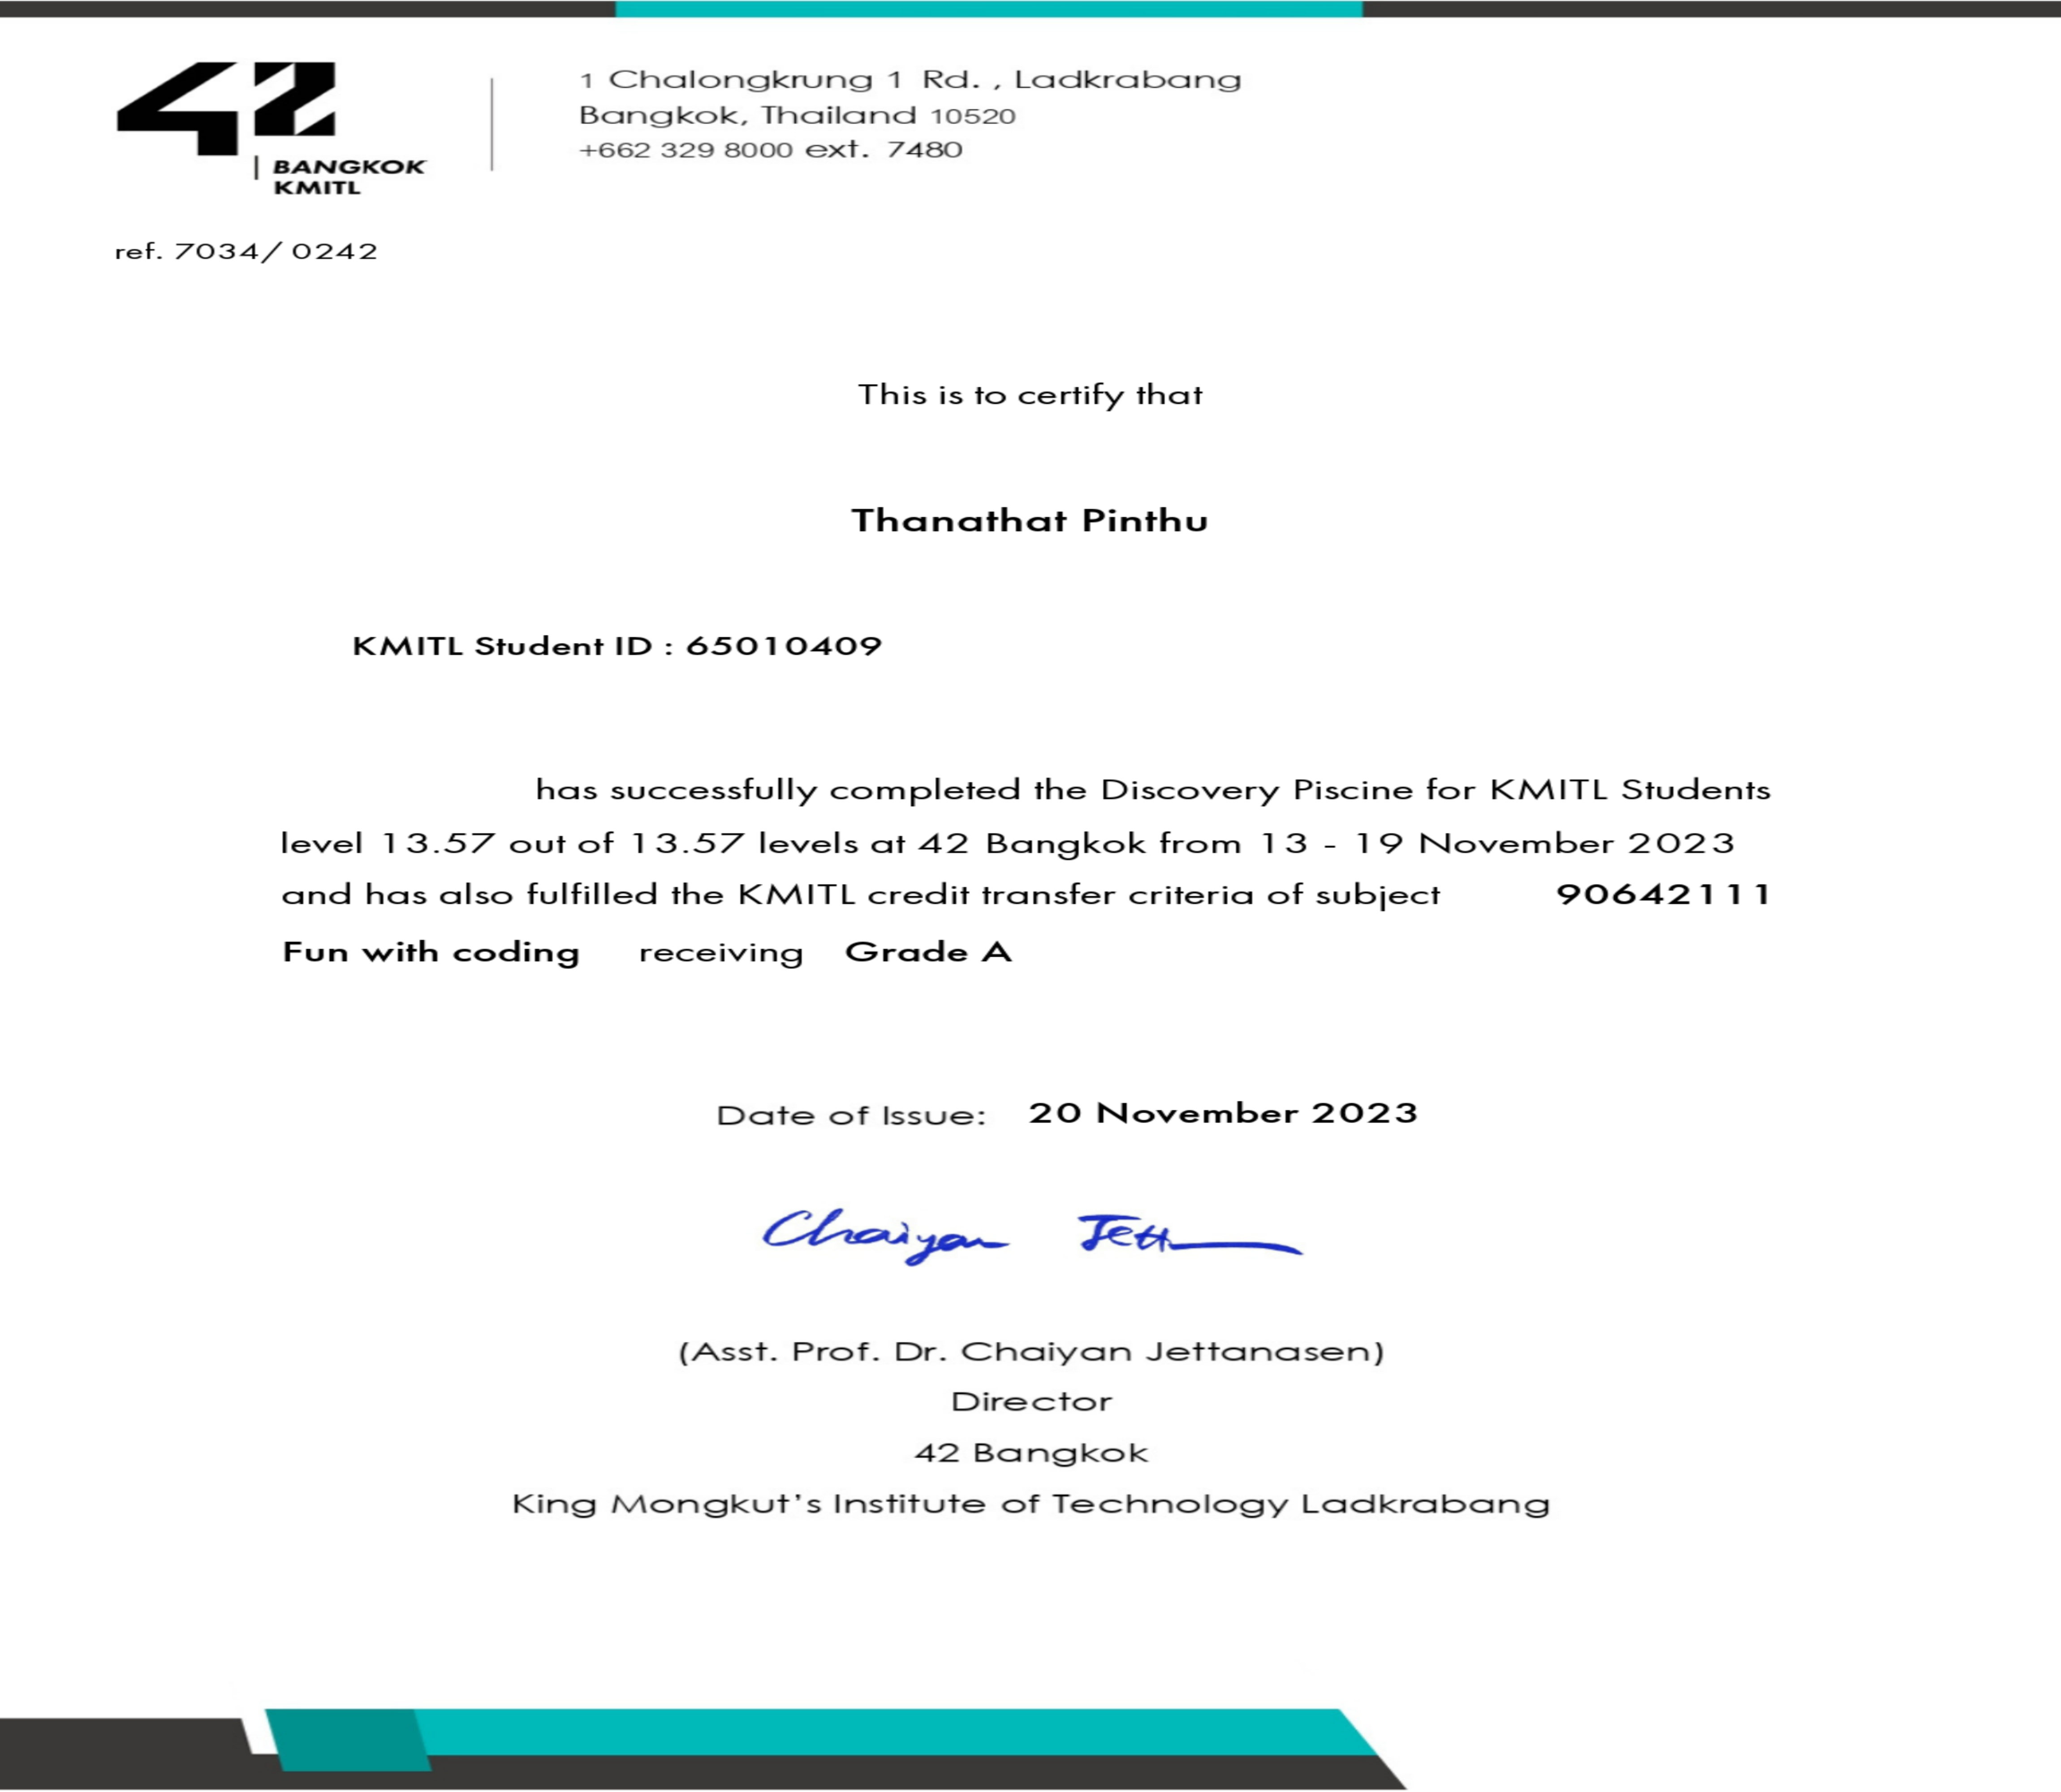 42
BANGKOK
KMITL
1 Chalongkrung 1 Rd. , Ladkrabang
Bangkok, Thailand 10520
+662 329 8000 ext. 7480
ref. 7034/ 0242
This is to certify that
Thanathat Pinthu
KMITL Student ID : 65010409
has successfully completed the Discovery Piscine for KMITL Students
level 13.57 out of 13.57 levels at 42 Bangkok from 13 - 19 November 2023
and has also fulfilled the KMITL credit transfer criteria of subject 90642111
Fun with coding receiving Grade A
Date of Issue: 20 November 2023
Chaiyan Jett
(Asst. Prof. Dr. Chaiyan Jettanasen)
Director
42 Bangkok
King Mongkut's Institute of Technology Ladkrabang